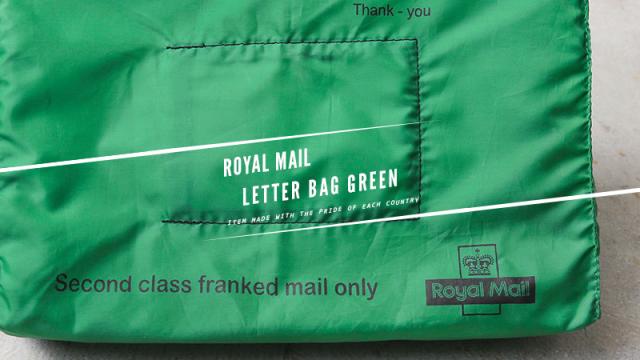 Thank - you
ROYAL MAIL
LETTER BAG GREEN
ITEM MADE WITH THE PRIDE OF EACH COUNTRY
Second class franked mail only
Royal Mail